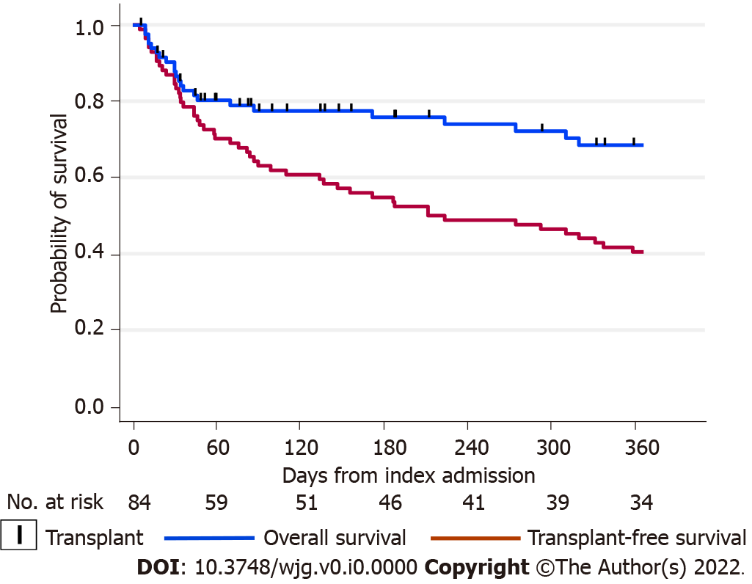 1.0
0.8
0.6
0.4
0.2
0.0
Probability of survival
0 60 120 180 240 300 360
Days from index admission
No. at risk 84 59 51 46 41 39 34
I Transplant Overall survival Transplant-free survival
DOI: 10.3748/wjg.v0.i0.0000 Copyright ©The Author(s) 2022.